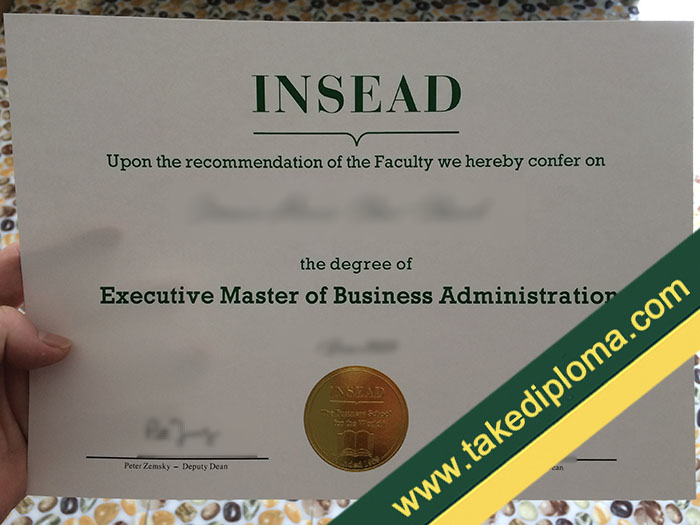 INSEAD
Upon the recommendation of the Faculty we hereby confer on
the degree of
Executive Master of Business Administration
INSEAD
The Business School
for the World
Peter Zemsky – Deputy Dean
www.takediploma.com